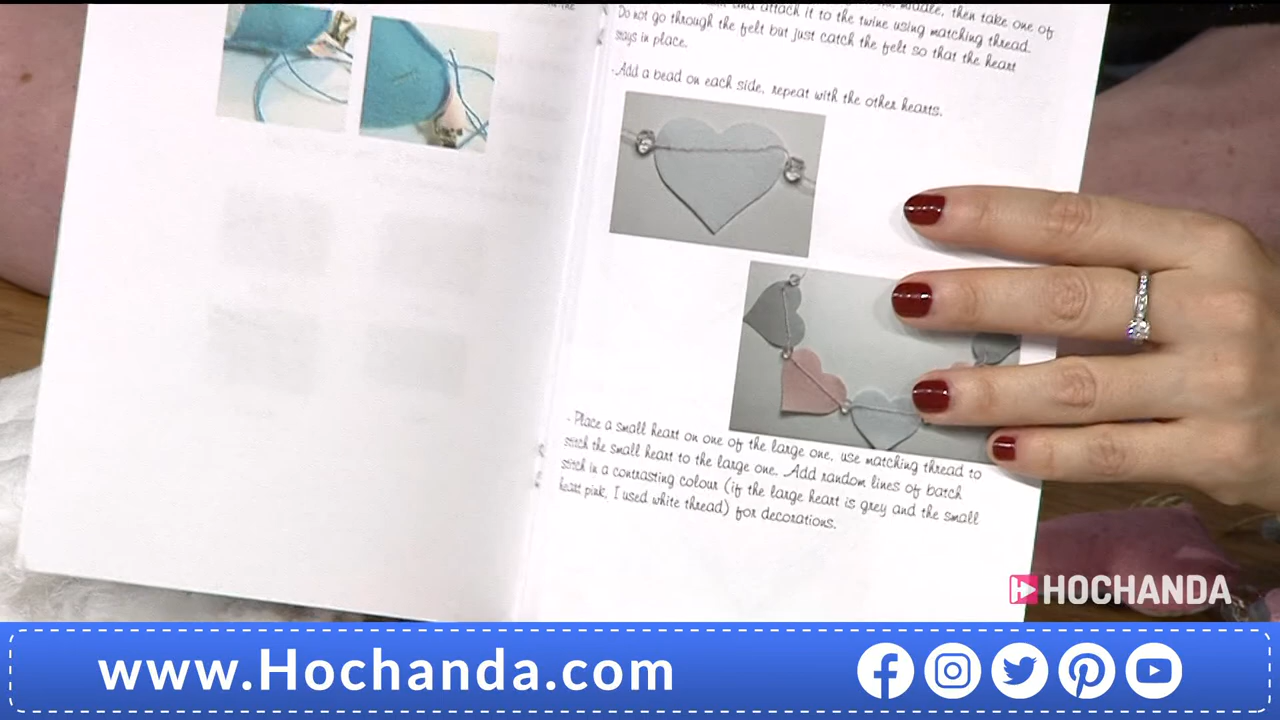 middle, then take one of
and attach it to the twine using matching thread.
Do not go through the felt but just catch the felt so that the heart
stays in place.
-Add a bead on each side, repeat with the other hearts.
- Place a small heart on one of the large one, use matching thread to
stitch the small heart to the large one. Add random lines of batch
stitch in a contrasting colour (if the large heart is grey and the small
heart pink, I used white thread) for decorations.
HOCHANDA
www.Hochanda.com